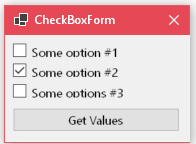 CheckBoxForm
Some option #1
Some option #2
Some options #3
Get Values